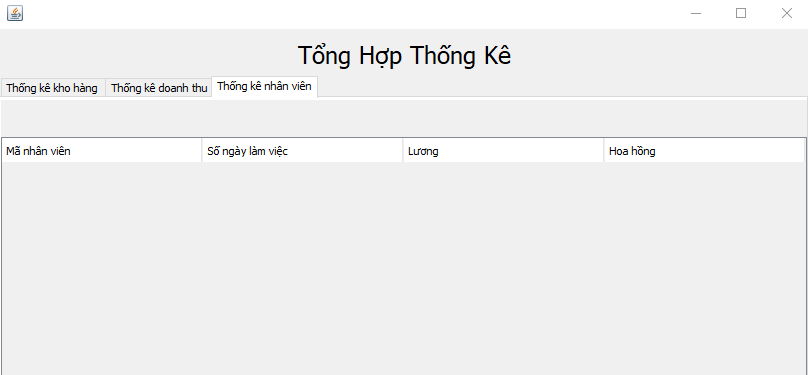 Tổng Hợp Thống Kê
Thống kê kho hàng Thống kê doanh thu Thống kê nhân viên
Mã nhân viên Số ngày làm việc Lương Hoa hồng